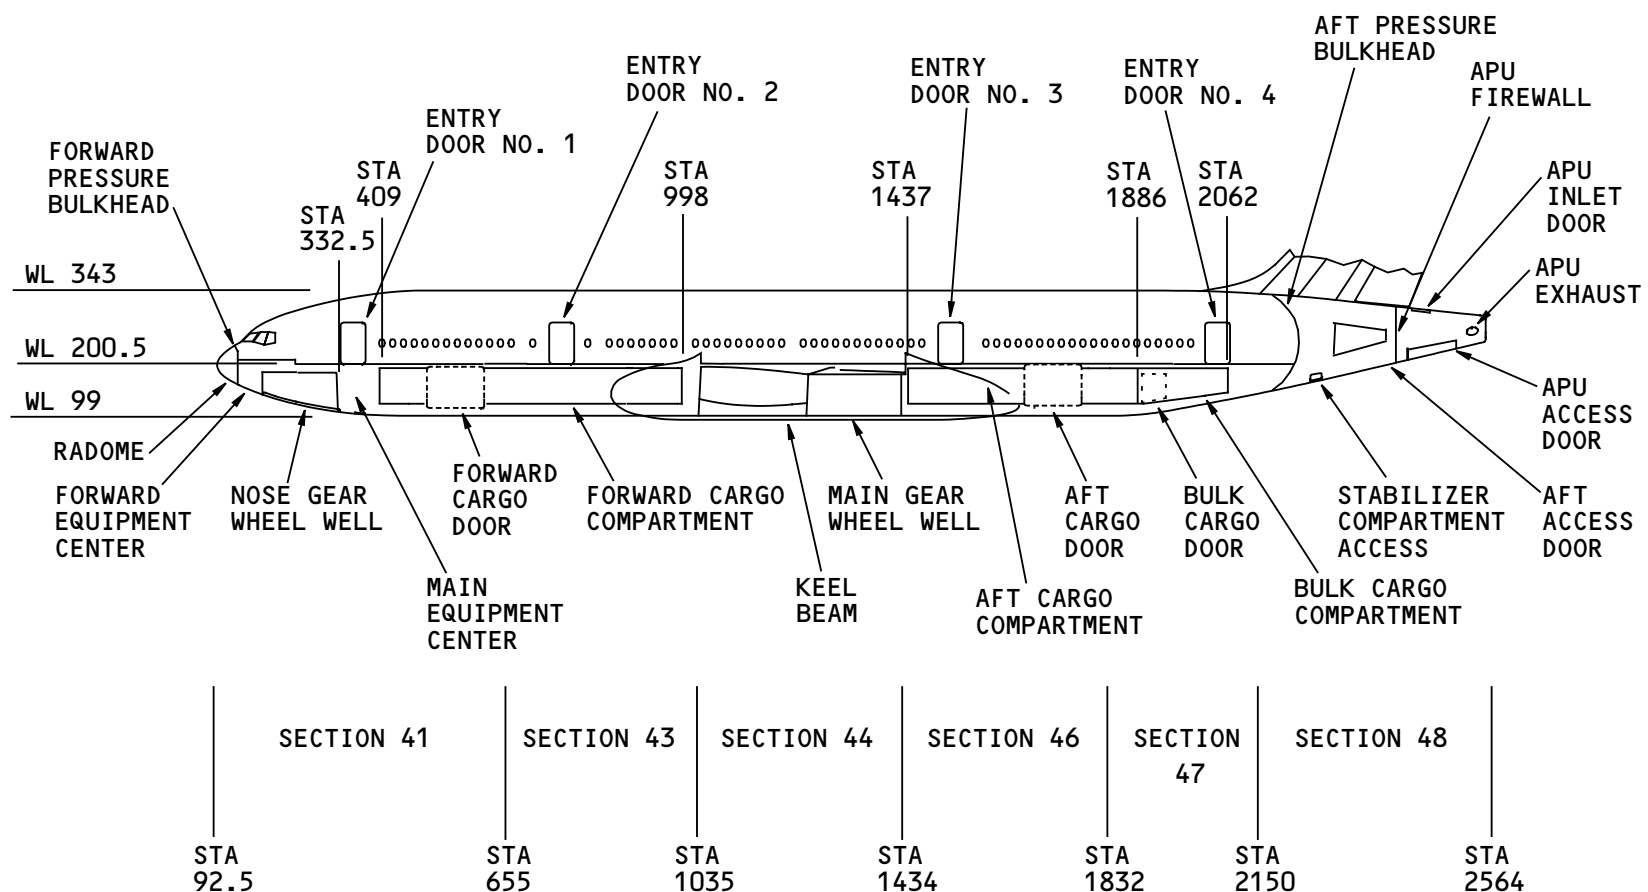 AFT PRESSURE
BULKHEAD
ENTRY
DOOR NO. 2
ENTRY
DOOR NO. 3
ENTRY
DOOR NO. 4
APU
FIREWALL
ENTRY
DOOR NO. 1
FORWARD
PRESSURE
BULKHEAD
STA
332.5
STA
409
STA
998
STA
1437
STA
1886
STA
2062
APU
INLET
DOOR
APU
EXHAUST
WL 343
WL 200.5
WL 99
RADOME
FORWARD
EQUIPMENT
CENTER
NOSE GEAR
WHEEL WELL
FORWARD
CARGO
DOOR
FORWARD CARGO
COMPARTMENT
MAIN GEAR
WHEEL WELL
AFT
CARGO
DOOR
BULK
CARGO
DOOR
STABILIZER
COMPARTMENT
ACCESS
APU
ACCESS
DOOR
AFT
ACCESS
DOOR
MAIN
EQUIPMENT
CENTER
KEEL
BEAM
AFT CARGO
COMPARTMENT
BULK CARGO
COMPARTMENT
SECTION 41
SECTION 43
SECTION 44
SECTION 46
SECTION
47
SECTION 48
STA
92.5
STA
655
STA
1035
STA
1434
STA
1832
STA
2150
STA
2564